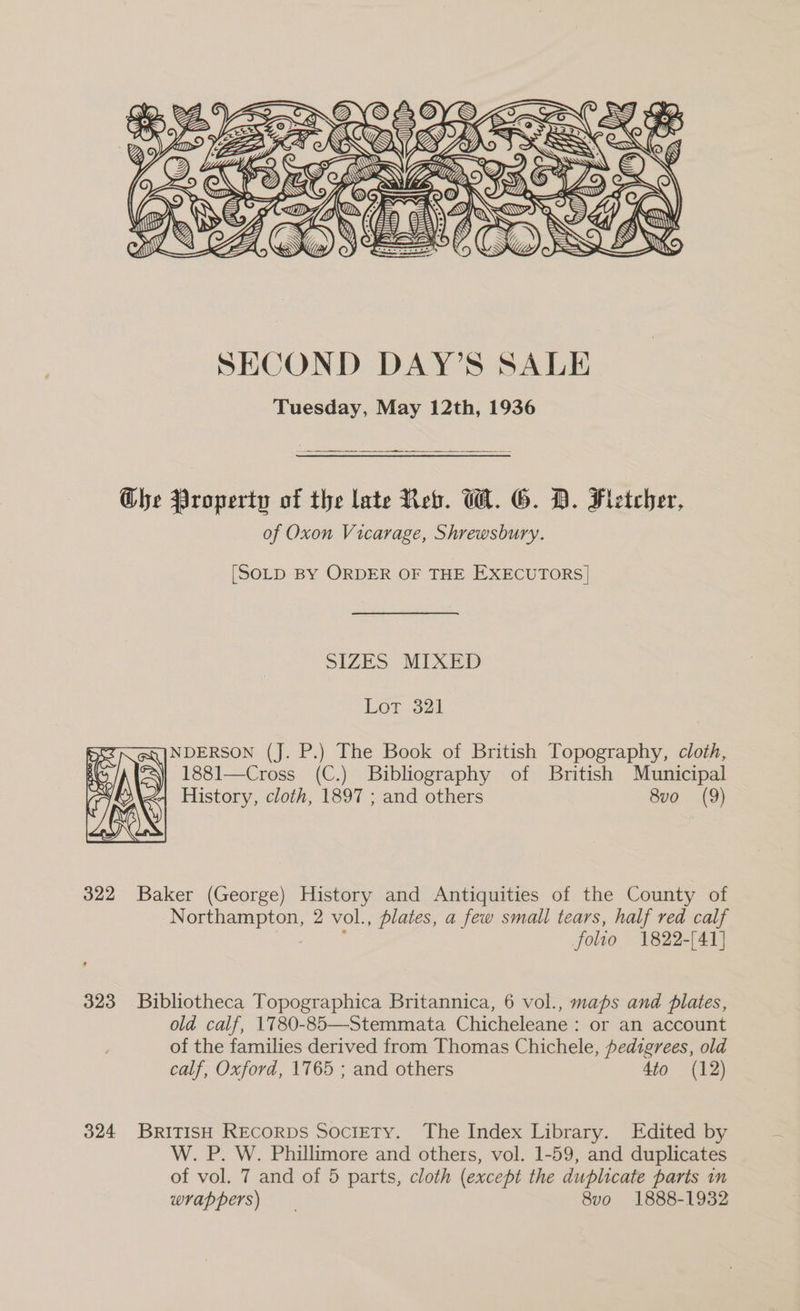 SECOND DAY'S SALE
Tuesday, May 12th, 1936
The Property of the late Rev. W. G. D. Fletcher,
of Oxon Vicarage, Shrewsbury.
[SOLD BY ORDER OF THE EXECUTORS]
SIZES MIXED
LOT 321
ANDERSON (J. P.) The Book of British Topography, cloth,
1881—Cross (C.) Bibliography of British Municipal
History, cloth, 1897 ; and others 8vo (9)
322 Baker (George) History and Antiquities of the County of
Northampton, 2 vol., plates, a few small tears, half red calf
folio 1822-[41]
323 Bibliotheca Topographica Britannica, 6 vol., maps and plates,
old calf, 1780-85—Stemmata Chicheleane : or an account
of the families derived from Thomas Chichele, pedigrees, old
calf, Oxford, 1765 ; and others 4to (12)
324 BRITISH RECORDS SOCIETY. The Index Library. Edited by
W. P. W. Phillimore and others, vol. 1-59, and duplicates
of vol. 7 and of 5 parts, cloth (except the duplicate parts in
wrappers) 8vo 1888-1932